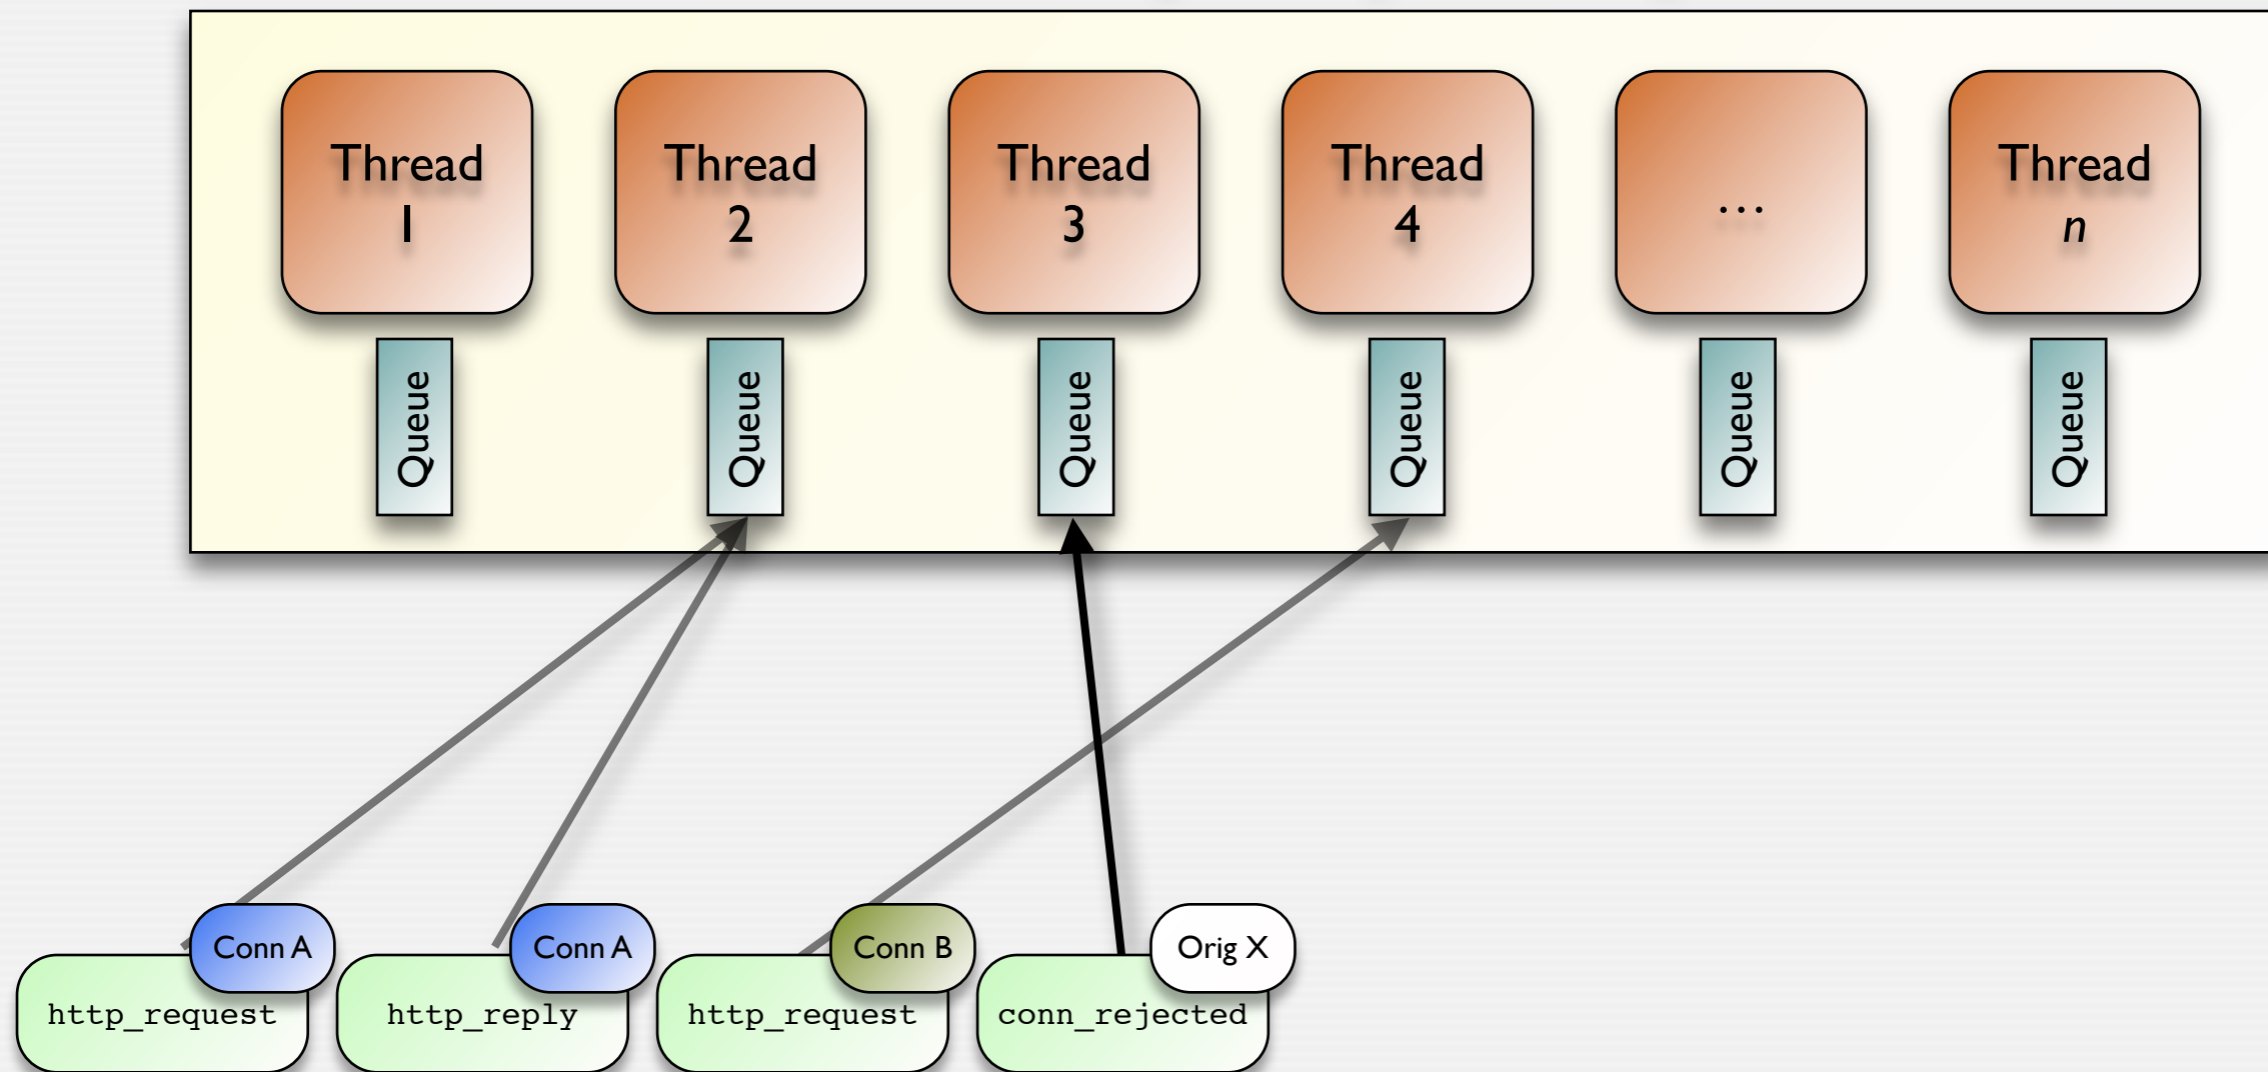 Thread
1
Thread
2
Thread
3
Thread
4
...
Thread
n
Queue
Queue
Queue
Queue
Queue
Queue
Conn A
Conn A
Conn B
Orig X
http_request
http_reply
http_request
conn_rejected